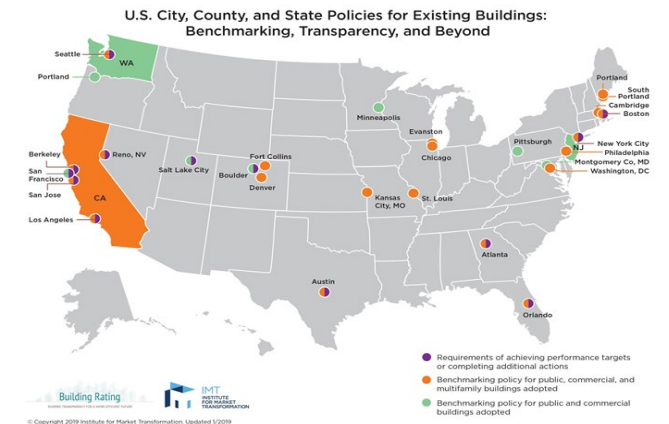 U.S. City, County, and State Policies for Existing Buildings:
Benchmarking, Transparency, and Beyond
Seattle
WA
Portland
Minneapolis
Portland
South
Portland
Cambridge
Boston
Evanston
Chicago
Pittsburgh
NJ
New York City
Philadelphia
Montgomery Co, MD
Washington, DC
Berkeley
San
Francisco
San Jose
Reno, NV
Salt Lake City
Fort Collins
Boulder
Denver
Kansas
City, MO
St. Louis
CA
Los Angeles
Atlanta
Austin
Orlando
Requirements of achieving performance targets
or completing additional actions
Benchmarking policy for public, commercial, and
multifamily buildings adopted
Benchmarking policy for public and commercial
buildings adopted
Building Rating
IMT
INSTITUTE
FOR MARKET
TRANSFORMATION
© Copyright 2019 Institute for Market Transformation. Updated 1/2019